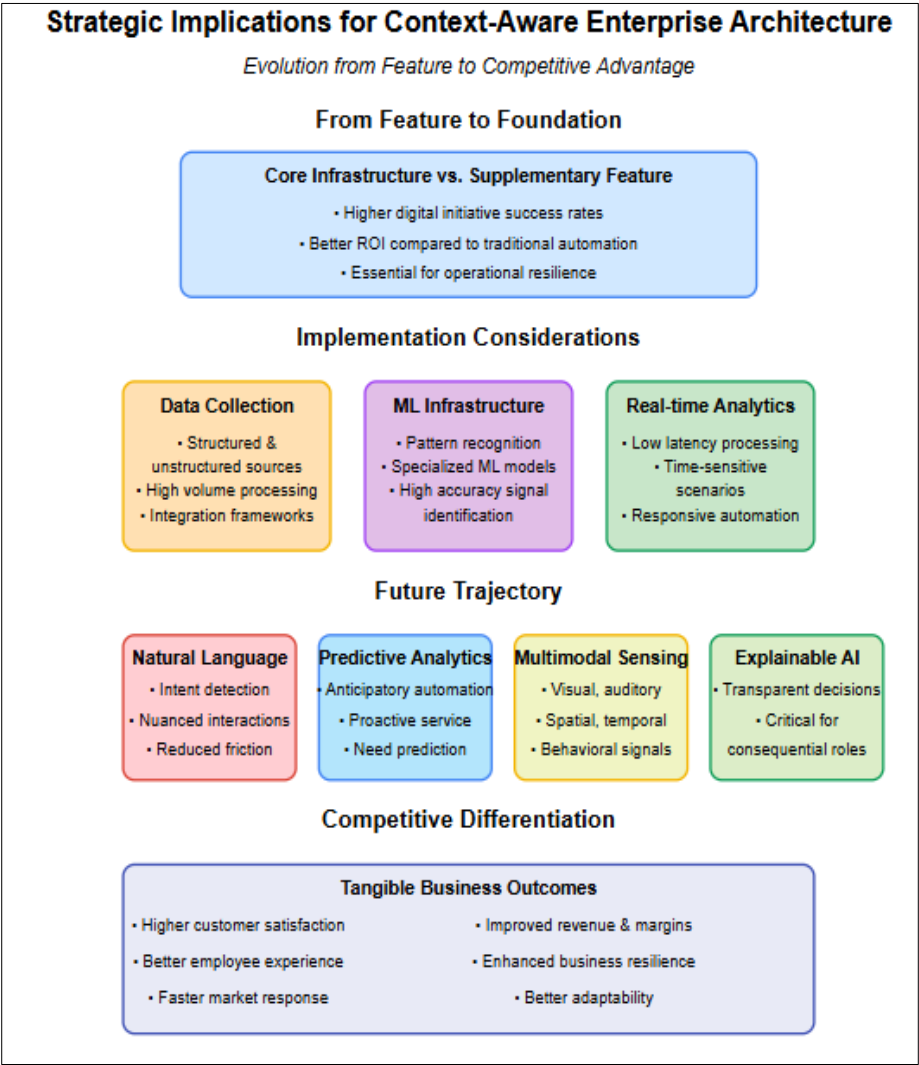 Strategic Implications for Context-Aware Enterprise Architecture
Evolution from Feature to Competitive Advantage
From Feature to Foundation
Core Infrastructure vs. Supplementary Feature
• Higher digital initiative success rates
• Better ROI compared to traditional automation
• Essential for operational resilience
Implementation Considerations
Data Collection
• Structured &
unstructured sources
• High volume processing
• Integration frameworks
ML Infrastructure
• Pattern recognition
• Specialized ML models
• High accuracy signal
identification
Real-time Analytics
• Low latency processing
• Time-sensitive
scenarios
• Responsive automation
Future Trajectory
Natural Language
• Intent detection
• Nuanced interactions
• Reduced friction
Predictive Analytics
• Anticipatory automation
• Proactive service
• Need prediction
Multimodal Sensing
• Visual, auditory
• Spatial, temporal
• Behavioral signals
Explainable AI
• Transparent decisions
• Critical for
consequential roles
Competitive Differentiation
Tangible Business Outcomes
• Higher customer satisfaction
• Better employee experience
• Faster market response
• Improved revenue & margins
• Enhanced business resilience
• Better adaptability